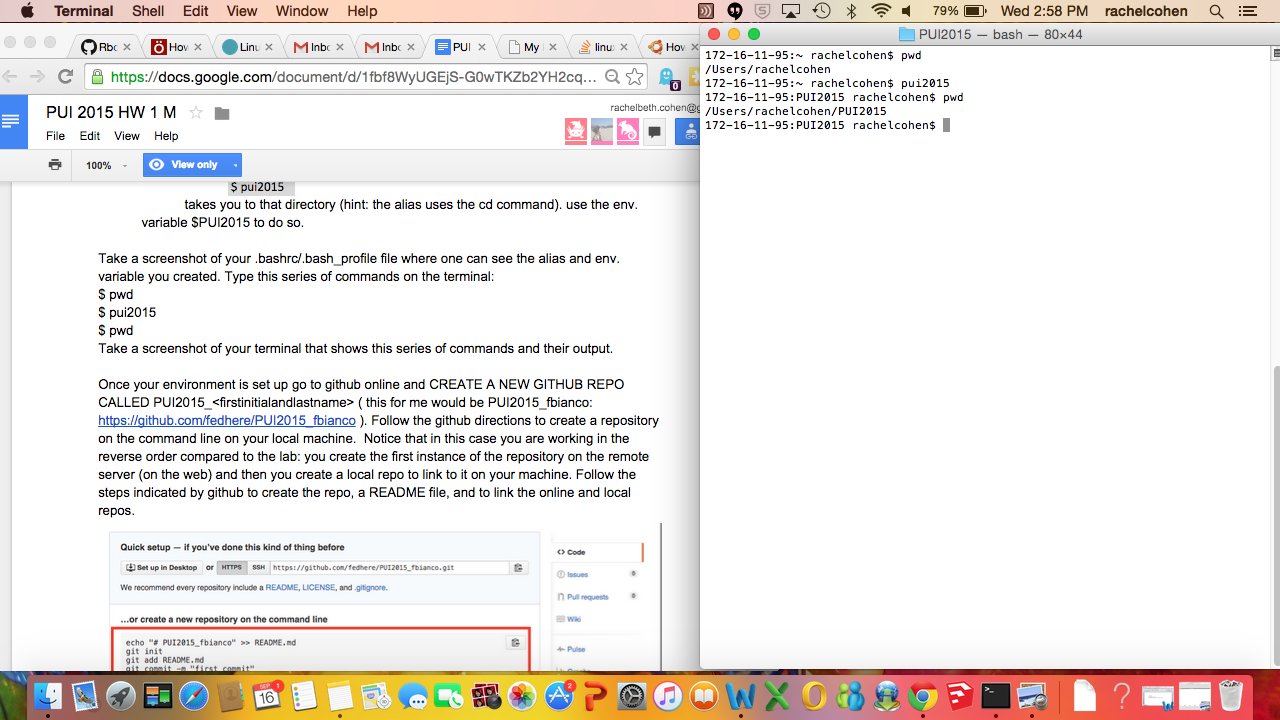 Terminal Shell Edit View Window Help 79% Wed 2:58 PM rachelcohen
Rbc How Linu Inbo Inbo PUI My linux How
https://docs.google.com/document/d/1fbf8WyUGEjS-G0wTKZb2YH2cq... 0
PUI 2015 HW 1 M
rachelbeth.cohen@g
File Edit View Help
100% View only
$ pui2015
takes you to that directory (hint: the alias uses the cd command). use the env.
variable $PUI2015 to do so.
Take a screenshot of your .bashrc/.bash_profile file where one can see the alias and env.
variable you created. Type this series of commands on the terminal:
$ pwd
$ pui2015
$ pwd
Take a screenshot of your terminal that shows this series of commands and their output.
Once your environment is set up go to github online and CREATE A NEW GITHUB REPO
CALLED PUI2015_<firstinitialandlastname> ( this for me would be PUI2015_fbianco:
https://github.com/fedhere/PUI2015_fbianco ). Follow the github directions to create a repository
on the command line on your local machine. Notice that in this case you are working in the
reverse order compared to the lab: you create the first instance of the repository on the remote
server (on the web) and then you create a local repo to link to it on your machine. Follow the
steps indicated by github to create the repo, a README file, and to link the online and local
repos.
Quick setup — if you've done this kind of thing before
Set up in Desktop or HTTPS SSH https://github.com/fedhere/PUI2015_fbianco.git
We recommend every repository include a README, LICENSE, and .gitignore.
…or create a new repository on the command line
echo "# PUI2015_fbianco" >> README.md
git init
git add README.md
git commit -m "first commit"
Code
Issues 0
Pull requests 0
Wiki
Pulse
PUI2015 — bash — 80×44
172-16-11-95:~ rachelcohen$ pwd
/Users/rachelcohen
172-16-11-95:~ rachelcohen$ pui2015
172-16-11-95:PUI2015 rachelcohen$ pwd
/Users/rachelcohen/PUI2015
172-16-11-95:PUI2015 rachelcohen$
SEP 16 1 2